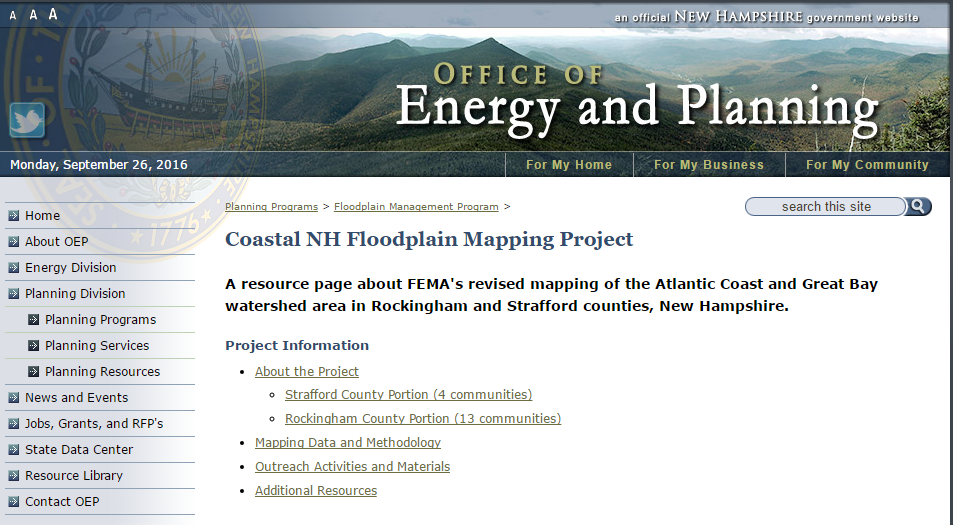 A A A
an official NEW HAMPSHIRE government website
OFFICE OF
Energy and Planning
Monday, September 26, 2016
For My Home
For My Business
For My Community
Home
About OEP
Energy Division
Planning Division
Planning Programs
Planning Services
Planning Resources
News and Events
Jobs, Grants, and RFP's
State Data Center
Resource Library
Contact OEP
1776
Planning Programs > Floodplain Management Program >
search this site
Coastal NH Floodplain Mapping Project
A resource page about FEMA's revised mapping of the Atlantic Coast and Great Bay
watershed area in Rockingham and Strafford counties, New Hampshire.
Project Information
About the Project
Strafford County Portion (4 communities)
Rockingham County Portion (13 communities)
Mapping Data and Methodology
Outreach Activities and Materials
Additional Resources